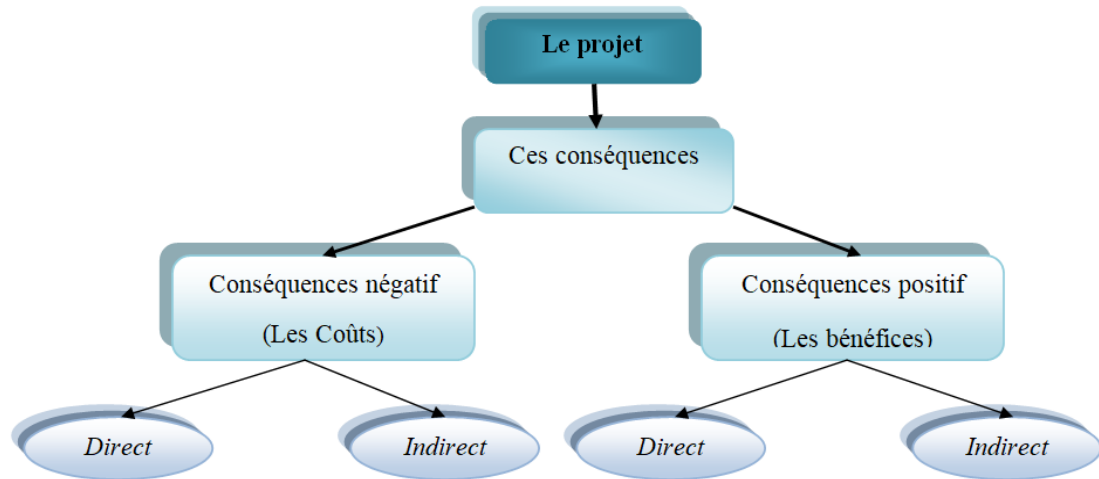 Le projet
Ces conséquences
Conséquences négatif
(Les Coûts)
Conséquences positif
(Les bénéfices)
Direct
Indirect
Direct
Indirect